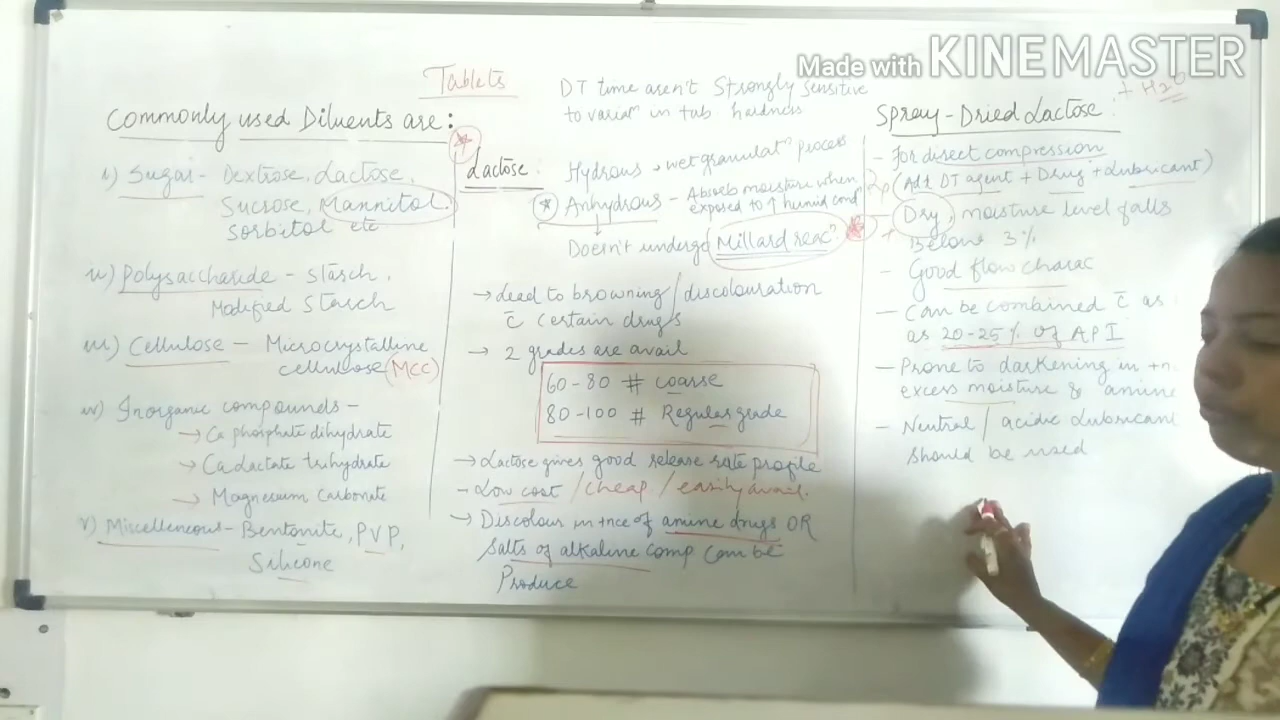 Made with KINEMASTER
Tablets
Commonly used Diluents are:
i) Sugar - Dextrose, Lactose,
Sucrose, Mannitol.
Sorbitol etc
ii) Polysaccharide - Starch,
Modified Starch
iii) Cellulose - Microcrystalline
cellulose (MCC)
iv) Inorganic compounds -
→ Ca phosphate dihydrate
→ Ca Lactate trihydrate
→ Magnesium Carbonate
v) Miscelleneous - Bentonite, PVP,
Silicone
DT time aren't Strongly sensitive
to variatn in tab. hardness
Lactose:
Hydrous → wet granulatn process
* Anhydrous - Absorb moisture when
exposed to ↑ humid condn
Doesn't undergo Millard reacn
→ Lead to browning / discolouration
c̄ certain drugs
→ 2 grades are avail
60-80 # coarse
80-100 # Regular grade
→ Lactose gives good release rate profile
- Low cost / cheap / easily avail.
→ Discolour in +nce of amine drugs OR
Salts of alkaline comp can be
Produce
+ H2O
Spray-Dried Lactose:
- For direct compression
(Add DT agent + Drug + Lubricant)
- Dry, moisture level falls
Below 3%
- Good flow charac
- Can be combined c̄ as
as 20-25% of API
- Prone to darkening in +n
excess moisture & amine
- Neutral / acidic Lubricant
should be used